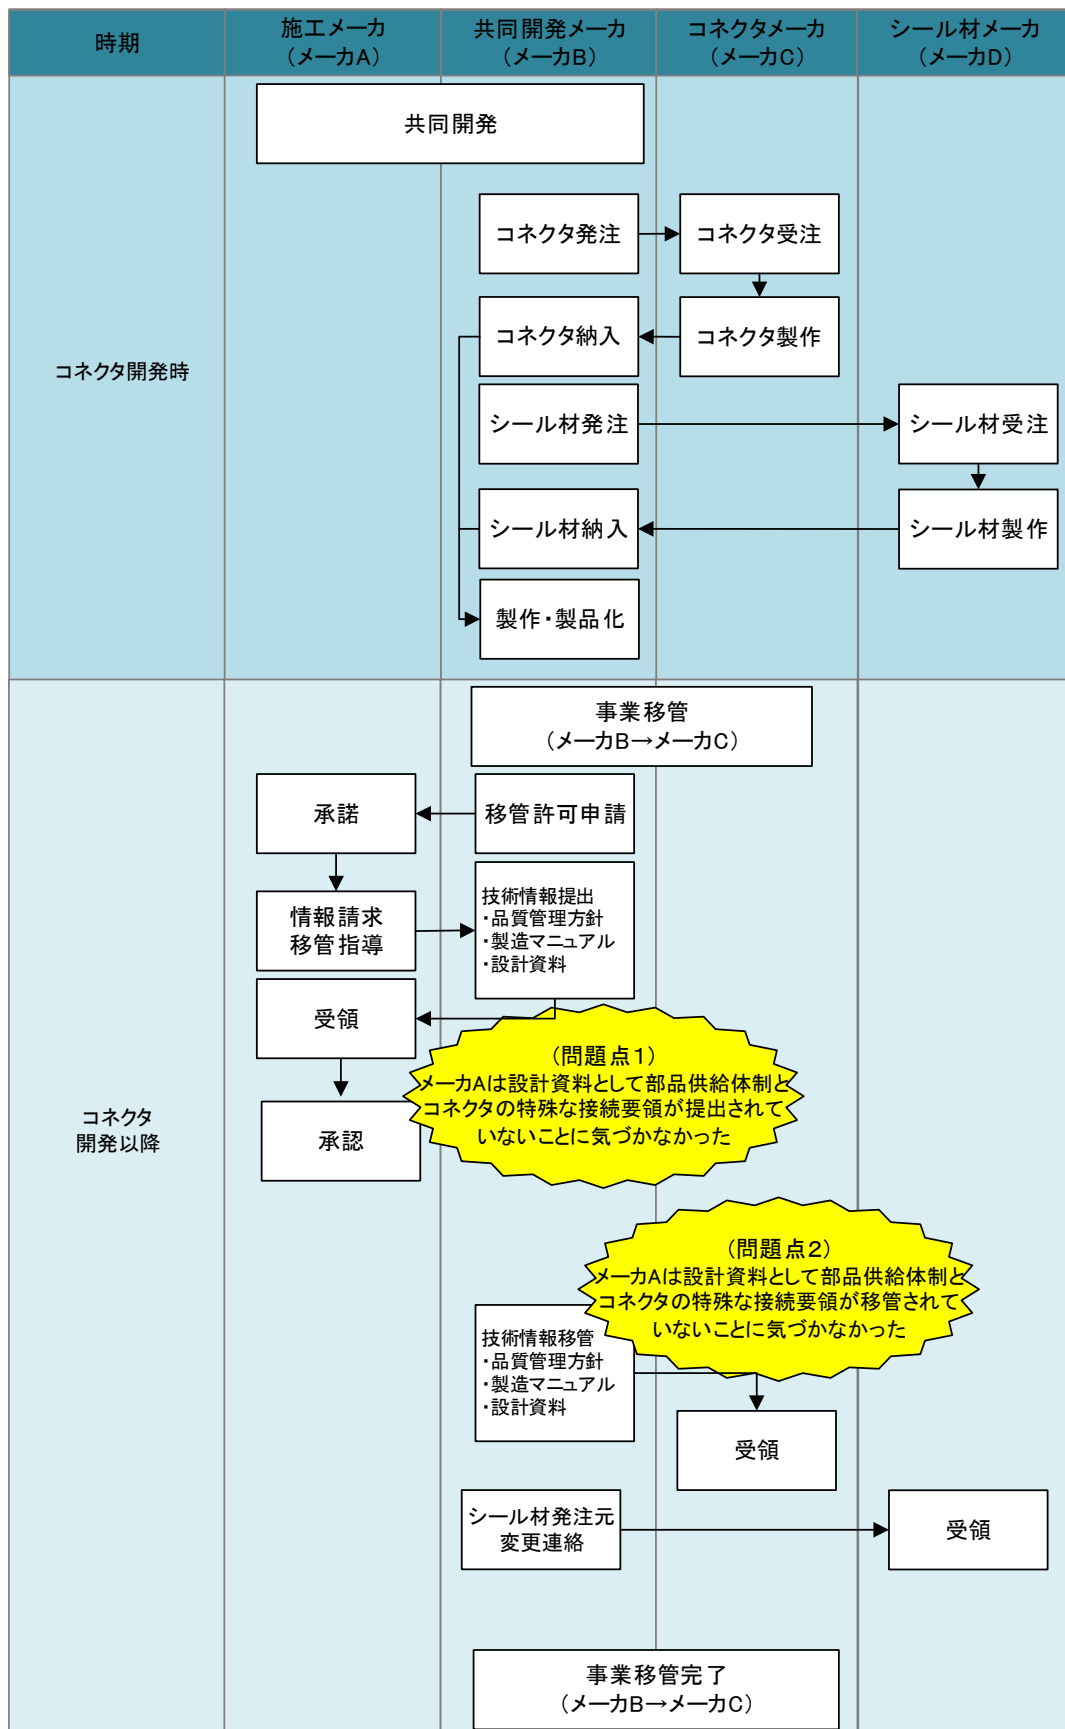 時期
施工メーカ
（メーカA）
共同開発メーカ
（メーカB）
コネクタメーカ
（メーカC）
シール材メーカ
（メーカD）
コネクタ開発時
共同開発
コネクタ発注
コネクタ受注
コネクタ納入
コネクタ製作
シール材発注
シール材受注
シール材納入
シール材製作
製作・製品化
コネクタ
開発以降
事業移管
（メーカB→メーカC）
承諾
移管許可申請
情報請求
移管指導
技術情報提出
・品質管理方針
・製造マニュアル
・設計資料
受領
（問題点１）
メーカAは設計資料として部品供給体制と
コネクタの特殊な接続要領が提出されて
いないことに気づかなかった
承認
（問題点２）
メーカAは設計資料として部品供給体制と
コネクタの特殊な接続要領が移管されて
いないことに気づかなかった
技術情報移管
・品質管理方針
・製造マニュアル
・設計資料
受領
シール材発注元
変更連絡
受領
事業移管完了
（メーカB→メーカC）